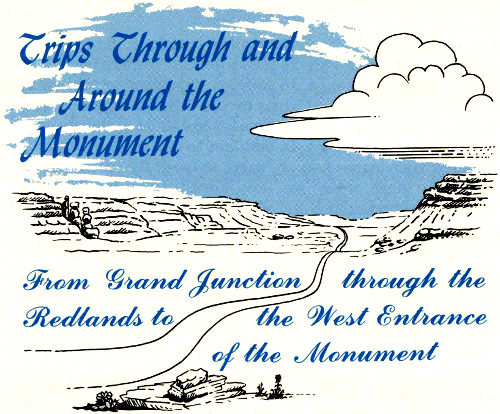 Trips Through and
Around the
Monument
From Grand Junction through the
Redlands to the West Entrance
of the Monument